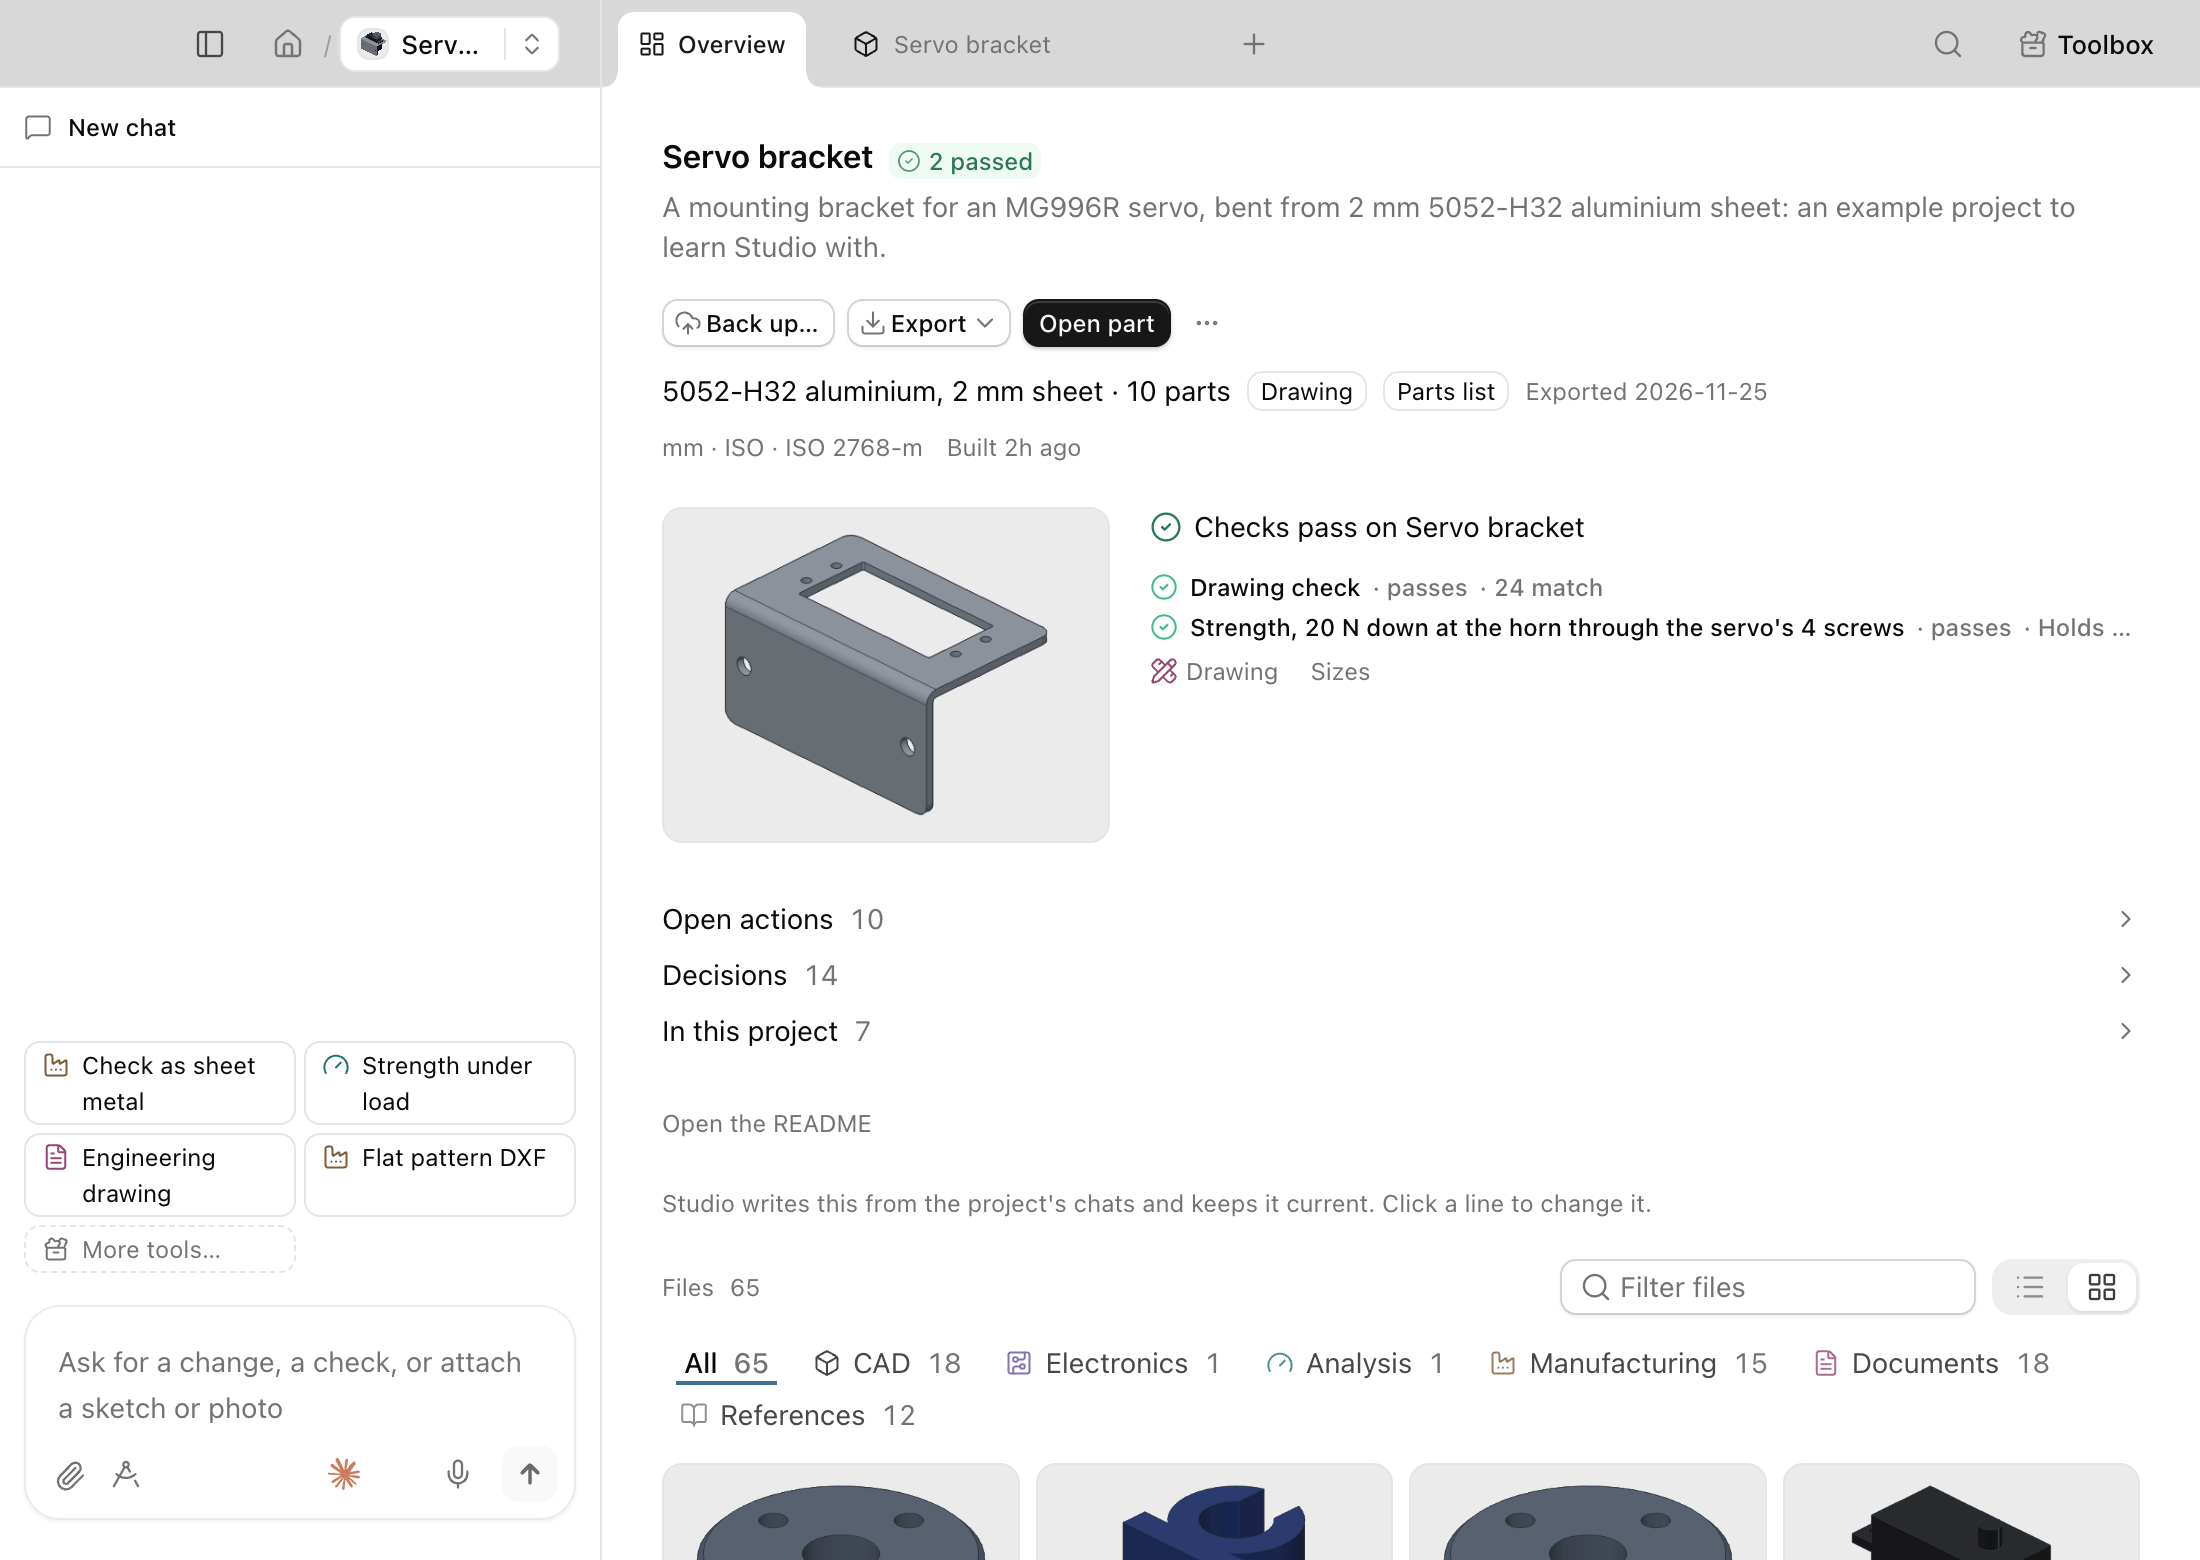 Serv...
Overview
Servo bracket
Toolbox
New chat
Servo bracket
2 passed
A mounting bracket for an MG996R servo, bent from 2 mm 5052-H32 aluminium sheet: an example project to
learn Studio with.
Back up...
Export
Open part
5052-H32 aluminium, 2 mm sheet · 10 parts
Drawing
Parts list
Exported 2026-11-25
mm · ISO · ISO 2768-m
Built 2h ago
Checks pass on Servo bracket
Drawing check · passes · 24 match
Strength, 20 N down at the horn through the servo's 4 screws · passes · Holds ...
Drawing
Sizes
Open actions 10
Decisions 14
In this project 7
Open the README
Studio writes this from the project's chats and keeps it current. Click a line to change it.
Files 65
Filter files
All 65
CAD 18
Electronics 1
Analysis 1
Manufacturing 15
Documents 18
References 12
Check as sheet
metal
Strength under
load
Engineering
drawing
Flat pattern DXF
More tools...
Ask for a change, a check, or attach
a sketch or photo